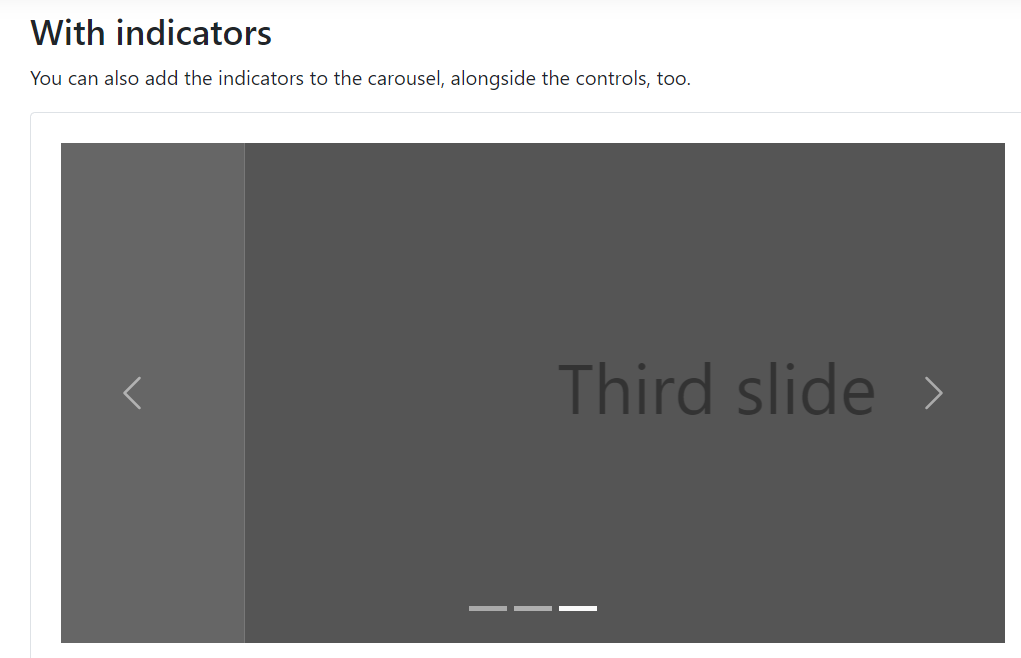 With indicators
You can also add the indicators to the carousel, alongside the controls, too.
Third slide